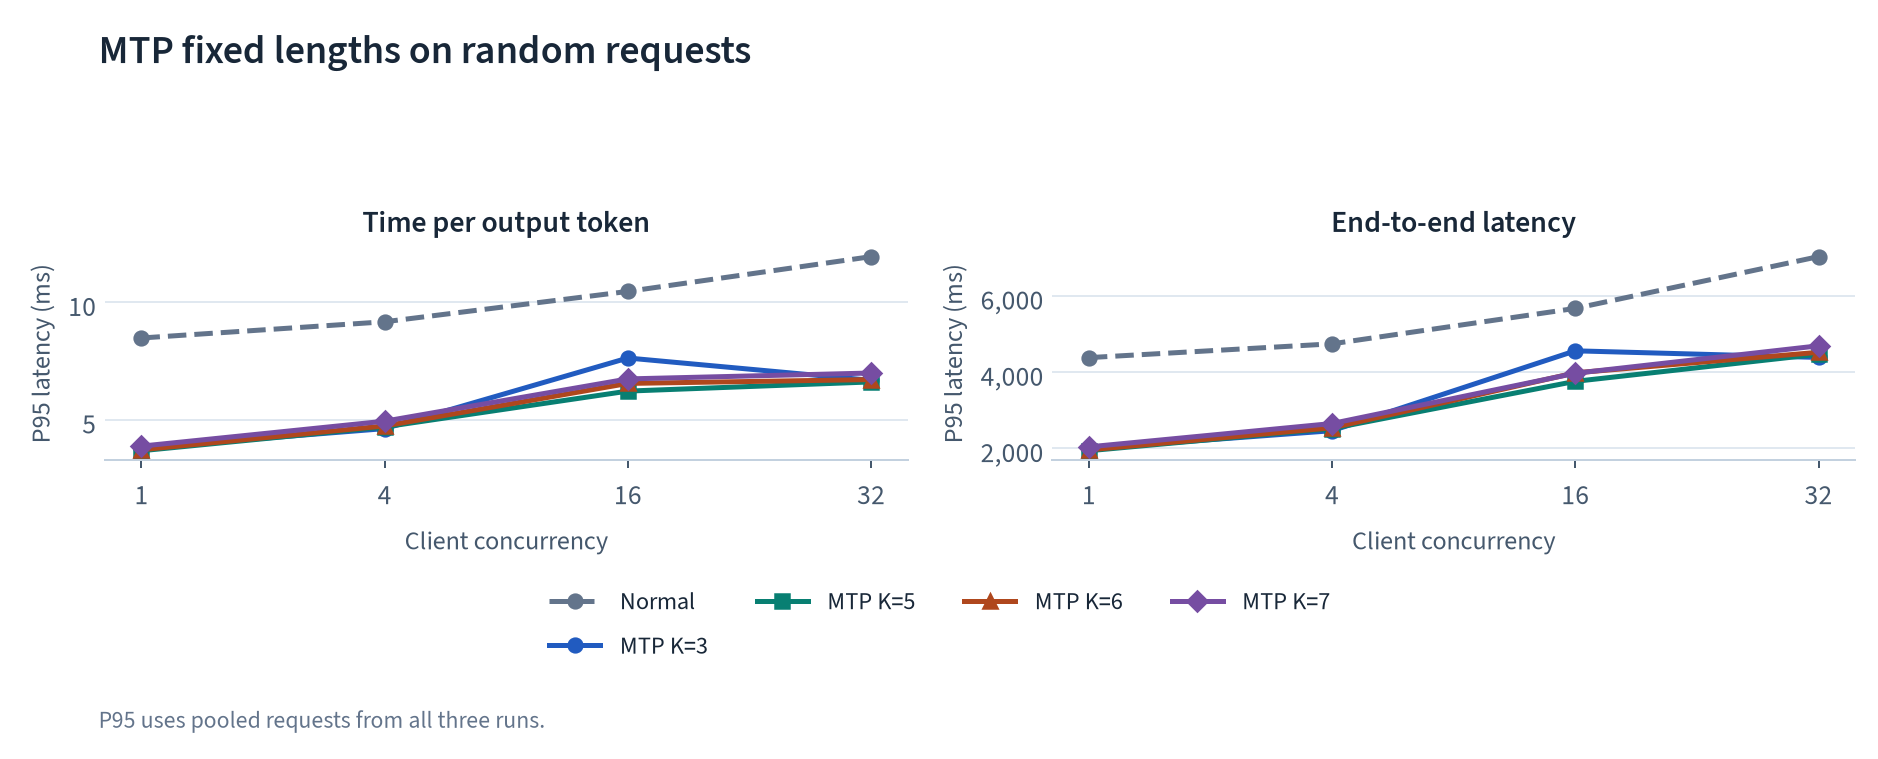 MTP fixed lengths on random requests
Time per output token
P95 latency (ms)
10
5
1 4 16 32
Client concurrency
End-to-end latency
P95 latency (ms)
6,000
4,000
2,000
1 4 16 32
Client concurrency
Normal MTP K=5 MTP K=6 MTP K=7
MTP K=3
P95 uses pooled requests from all three runs.